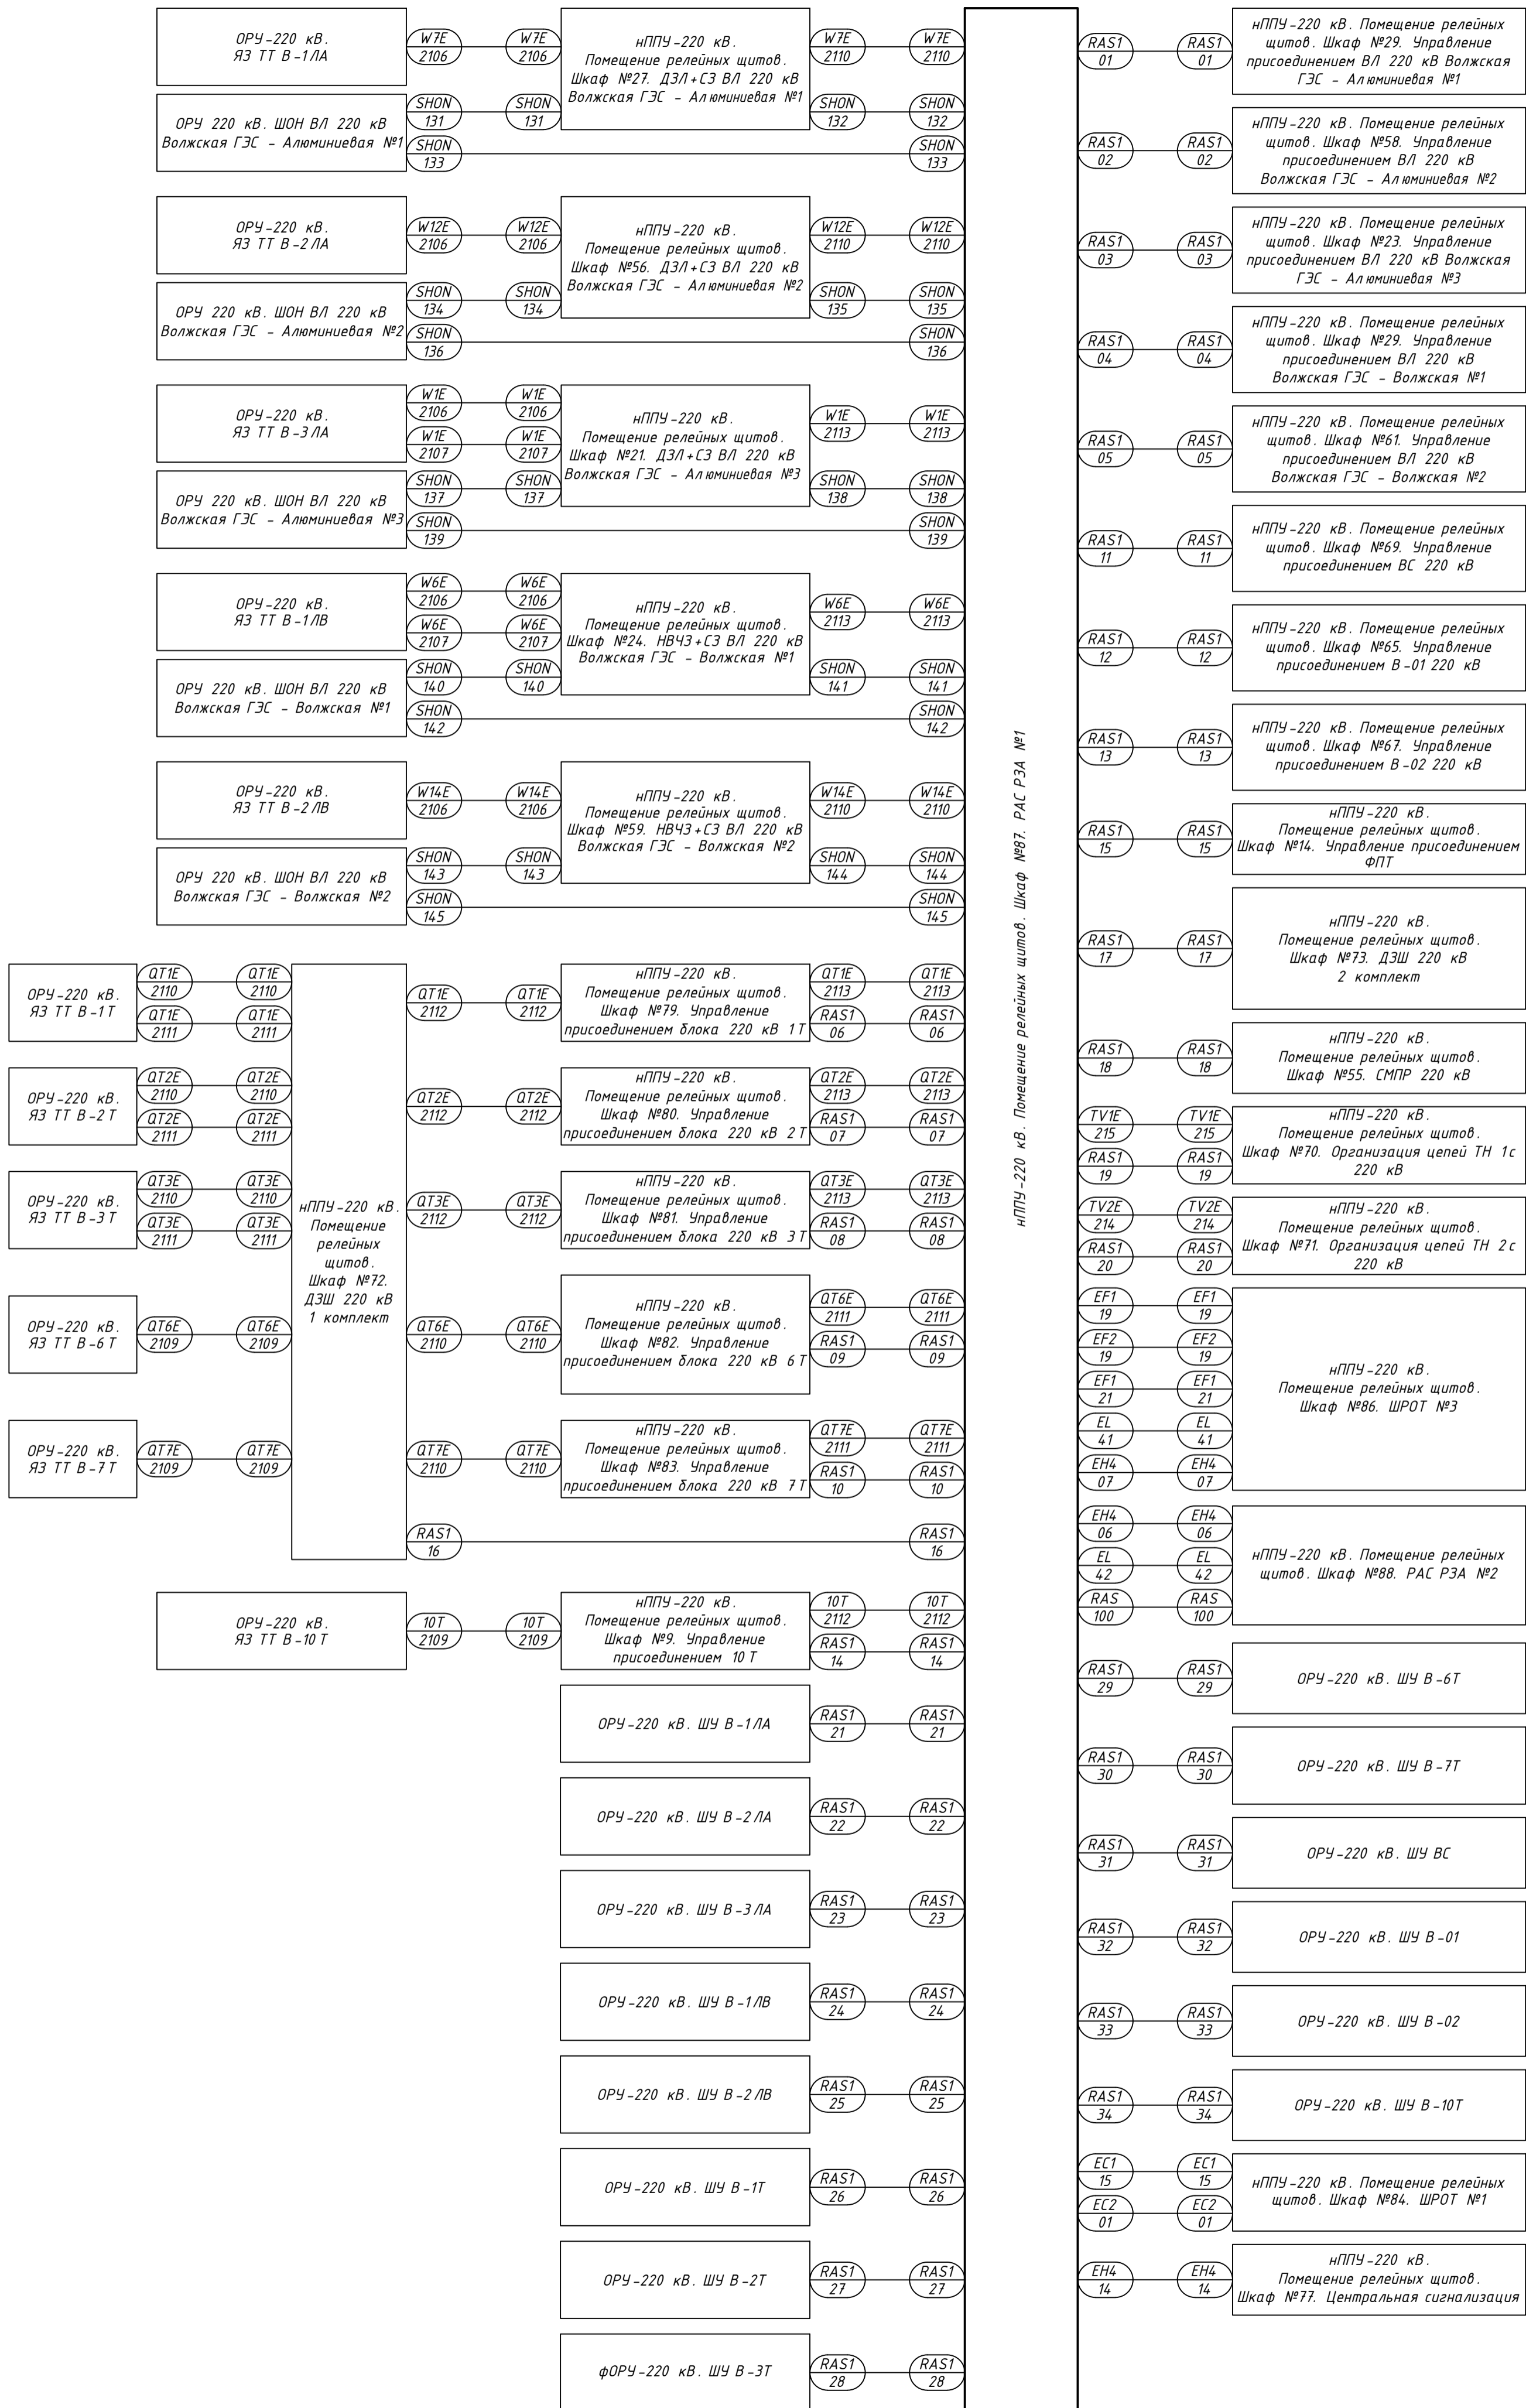 ОРУ-220 кВ.
ЯЗ ТТ В-1ЛА
W7E
2106
W7E
2106
нППУ-220 кВ.
Помещение релейных щитов.
Шкаф №27. ДЗЛ+СЗ ВЛ 220 кВ
Волжская ГЭС - Алюминиевая №1
W7E
2110
W7E
2110
ОРУ 220 кВ. ШОН ВЛ 220 кВ
Волжская ГЭС - Алюминиевая №1
SHON
131
SHON
131
SHON
132
SHON
132
SHON
133
SHON
133
ОРУ-220 кВ.
ЯЗ ТТ В-2ЛА
W12E
2106
W12E
2106
нППУ-220 кВ.
Помещение релейных щитов.
Шкаф №56. ДЗЛ+СЗ ВЛ 220 кВ
Волжская ГЭС - Алюминиевая №2
W12E
2110
W12E
2110
ОРУ 220 кВ. ШОН ВЛ 220 кВ
Волжская ГЭС - Алюминиевая №2
SHON
134
SHON
134
SHON
135
SHON
135
SHON
136
SHON
136
ОРУ-220 кВ.
ЯЗ ТТ В-3ЛА
W1E
2106
W1E
2106
W1E
2107
W1E
2107
нППУ-220 кВ.
Помещение релейных щитов.
Шкаф №21. ДЗЛ+СЗ ВЛ 220 кВ
Волжская ГЭС - Алюминиевая №3
W1E
2113
W1E
2113
ОРУ 220 кВ. ШОН ВЛ 220 кВ
Волжская ГЭС - Алюминиевая №3
SHON
137
SHON
137
SHON
138
SHON
138
SHON
139
SHON
139
ОРУ-220 кВ.
ЯЗ ТТ В-1ЛВ
W6E
2106
W6E
2106
W6E
2107
W6E
2107
нППУ-220 кВ.
Помещение релейных щитов.
Шкаф №24. НВЧЗ+СЗ ВЛ 220 кВ
Волжская ГЭС - Волжская №1
W6E
2113
W6E
2113
ОРУ 220 кВ. ШОН ВЛ 220 кВ
Волжская ГЭС - Волжская №1
SHON
140
SHON
140
SHON
141
SHON
141
SHON
142
SHON
142
ОРУ-220 кВ.
ЯЗ ТТ В-2ЛВ
W14E
2106
W14E
2106
нППУ-220 кВ.
Помещение релейных щитов.
Шкаф №59. НВЧЗ+СЗ ВЛ 220 кВ
Волжская ГЭС - Волжская №2
W14E
2110
W14E
2110
ОРУ 220 кВ. ШОН ВЛ 220 кВ
Волжская ГЭС - Волжская №2
SHON
143
SHON
143
SHON
144
SHON
144
SHON
145
SHON
145
ОРУ-220 кВ.
ЯЗ ТТ В-1Т
QT1E
2110
QT1E
2110
QT1E
2111
QT1E
2111
QT1E
2112
QT1E
2112
нППУ-220 кВ.
Помещение релейных щитов.
Шкаф №79. Управление
присоединением блока 220 кВ 1Т
QT1E
2113
QT1E
2113
RAS1
06
RAS1
06
ОРУ-220 кВ.
ЯЗ ТТ В-2Т
QT2E
2110
QT2E
2110
QT2E
2111
QT2E
2111
QT2E
2112
QT2E
2112
нППУ-220 кВ.
Помещение релейных щитов.
Шкаф №80. Управление
присоединением блока 220 кВ 2Т
QT2E
2113
QT2E
2113
RAS1
07
RAS1
07
ОРУ-220 кВ.
ЯЗ ТТ В-3Т
QT3E
2110
QT3E
2110
QT3E
2111
QT3E
2111
нППУ-220 кВ.
Помещение
релейных
щитов.
Шкаф №72.
ДЗШ 220 кВ
1 комплект
QT3E
2112
QT3E
2112
нППУ-220 кВ.
Помещение релейных щитов.
Шкаф №81. Управление
присоединением блока 220 кВ 3Т
QT3E
2113
QT3E
2113
RAS1
08
RAS1
08
ОРУ-220 кВ.
ЯЗ ТТ В-6Т
QT6E
2109
QT6E
2109
QT6E
2110
QT6E
2110
нППУ-220 кВ.
Помещение релейных щитов.
Шкаф №82. Управление
присоединением блока 220 кВ 6Т
QT6E
2111
QT6E
2111
RAS1
09
RAS1
09
ОРУ-220 кВ.
ЯЗ ТТ В-7Т
QT7E
2109
QT7E
2109
QT7E
2110
QT7E
2110
нППУ-220 кВ.
Помещение релейных щитов.
Шкаф №83. Управление
присоединением блока 220 кВ 7Т
QT7E
2111
QT7E
2111
RAS1
10
RAS1
10
RAS1
16
RAS1
16
ОРУ-220 кВ.
ЯЗ ТТ В-10Т
10Т
2109
10Т
2109
нППУ-220 кВ.
Помещение релейных щитов.
Шкаф №9. Управление
присоединением 10Т
10Т
2112
10Т
2112
RAS1
14
RAS1
14
ОРУ-220 кВ. ШУ В-1ЛА
RAS1
21
RAS1
21
ОРУ-220 кВ. ШУ В-2ЛА
RAS1
22
RAS1
22
ОРУ-220 кВ. ШУ В-3ЛА
RAS1
23
RAS1
23
ОРУ-220 кВ. ШУ В-1ЛВ
RAS1
24
RAS1
24
ОРУ-220 кВ. ШУ В-2ЛВ
RAS1
25
RAS1
25
ОРУ-220 кВ. ШУ В-1Т
RAS1
26
RAS1
26
ОРУ-220 кВ. ШУ В-2Т
RAS1
27
RAS1
27
фОРУ-220 кВ. ШУ В-3Т
RAS1
28
RAS1
28
нППУ-220 кВ. Помещение релейных щитов. Шкаф №87. РАС РЗА №1
RAS1
01
RAS1
01
нППУ-220 кВ. Помещение релейных
щитов. Шкаф №29. Управление
присоединением ВЛ 220 кВ Волжская
ГЭС - Алюминиевая №1
RAS1
02
RAS1
02
нППУ-220 кВ. Помещение релейных
щитов. Шкаф №58. Управление
присоединением ВЛ 220 кВ
Волжская ГЭС - Алюминиевая №2
RAS1
03
RAS1
03
нППУ-220 кВ. Помещение релейных
щитов. Шкаф №23. Управление
присоединением ВЛ 220 кВ Волжская
ГЭС - Алюминиевая №3
RAS1
04
RAS1
04
нППУ-220 кВ. Помещение релейных
щитов. Шкаф №29. Управление
присоединением ВЛ 220 кВ
Волжская ГЭС - Волжская №1
RAS1
05
RAS1
05
нППУ-220 кВ. Помещение релейных
щитов. Шкаф №61. Управление
присоединением ВЛ 220 кВ
Волжская ГЭС - Волжская №2
RAS1
11
RAS1
11
нППУ-220 кВ. Помещение релейных
щитов. Шкаф №69. Управление
присоединением ВС 220 кВ
RAS1
12
RAS1
12
нППУ-220 кВ. Помещение релейных
щитов. Шкаф №65. Управление
присоединением В-01 220 кВ
RAS1
13
RAS1
13
нППУ-220 кВ. Помещение релейных
щитов. Шкаф №67. Управление
присоединением В-02 220 кВ
RAS1
15
RAS1
15
нППУ-220 кВ.
Помещение релейных щитов.
Шкаф №14. Управление присоединением
ФПТ
RAS1
17
RAS1
17
нППУ-220 кВ.
Помещение релейных щитов.
Шкаф №73. ДЗШ 220 кВ
2 комплект
RAS1
18
RAS1
18
нППУ-220 кВ.
Помещение релейных щитов.
Шкаф №55. СМПР 220 кВ
TV1E
215
TV1E
215
RAS1
19
RAS1
19
нППУ-220 кВ.
Помещение релейных щитов.
Шкаф №70. Организация цепей ТН 1с
220 кВ
TV2E
214
TV2E
214
RAS1
20
RAS1
20
нППУ-220 кВ.
Помещение релейных щитов.
Шкаф №71. Организация цепей ТН 2с
220 кВ
EF1
19
EF1
19
EF2
19
EF2
19
EF1
21
EF1
21
EL
41
EL
41
EH4
07
EH4
07
нППУ-220 кВ.
Помещение релейных щитов.
Шкаф №86. ШРОТ №3
EH4
06
EH4
06
EL
42
EL
42
RAS
100
RAS
100
нППУ-220 кВ. Помещение релейных
щитов. Шкаф №88. РАС РЗА №2
RAS1
29
RAS1
29
ОРУ-220 кВ. ШУ В-6Т
RAS1
30
RAS1
30
ОРУ-220 кВ. ШУ В-7Т
RAS1
31
RAS1
31
ОРУ-220 кВ. ШУ ВС
RAS1
32
RAS1
32
ОРУ-220 кВ. ШУ В-01
RAS1
33
RAS1
33
ОРУ-220 кВ. ШУ В-02
RAS1
34
RAS1
34
ОРУ-220 кВ. ШУ В-10Т
EC1
15
EC1
15
EC2
01
EC2
01
нППУ-220 кВ. Помещение релейных
щитов. Шкаф №84. ШРОТ №1
EH4
14
EH4
14
нППУ-220 кВ.
Помещение релейных щитов.
Шкаф №77. Центральная сигнализация